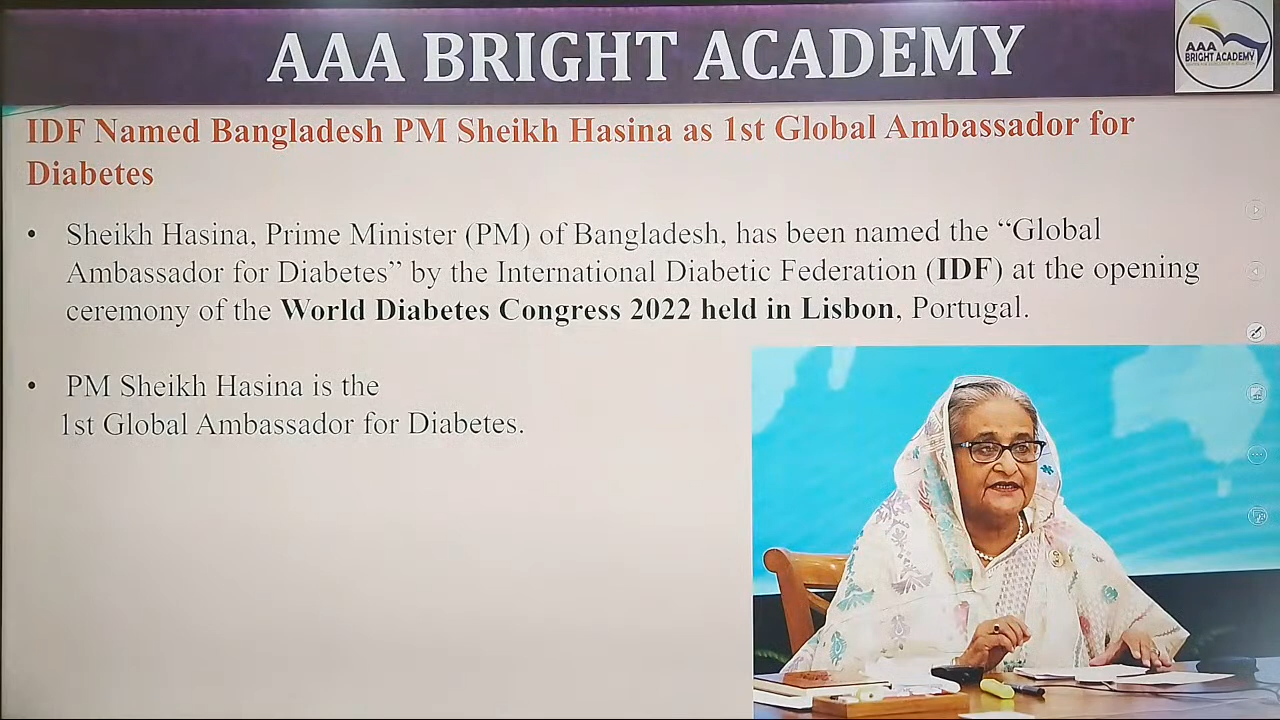 AAA BRIGHT ACADEMY
AAA
BRIGHT ACADEMY
IDF Named Bangladesh PM Sheikh Hasina as 1st Global Ambassador for
Diabetes
• Sheikh Hasina, Prime Minister (PM) of Bangladesh, has been named the “Global
Ambassador for Diabetes” by the International Diabetic Federation (IDF) at the opening
ceremony of the World Diabetes Congress 2022 held in Lisbon, Portugal.
• PM Sheikh Hasina is the
1st Global Ambassador for Diabetes.